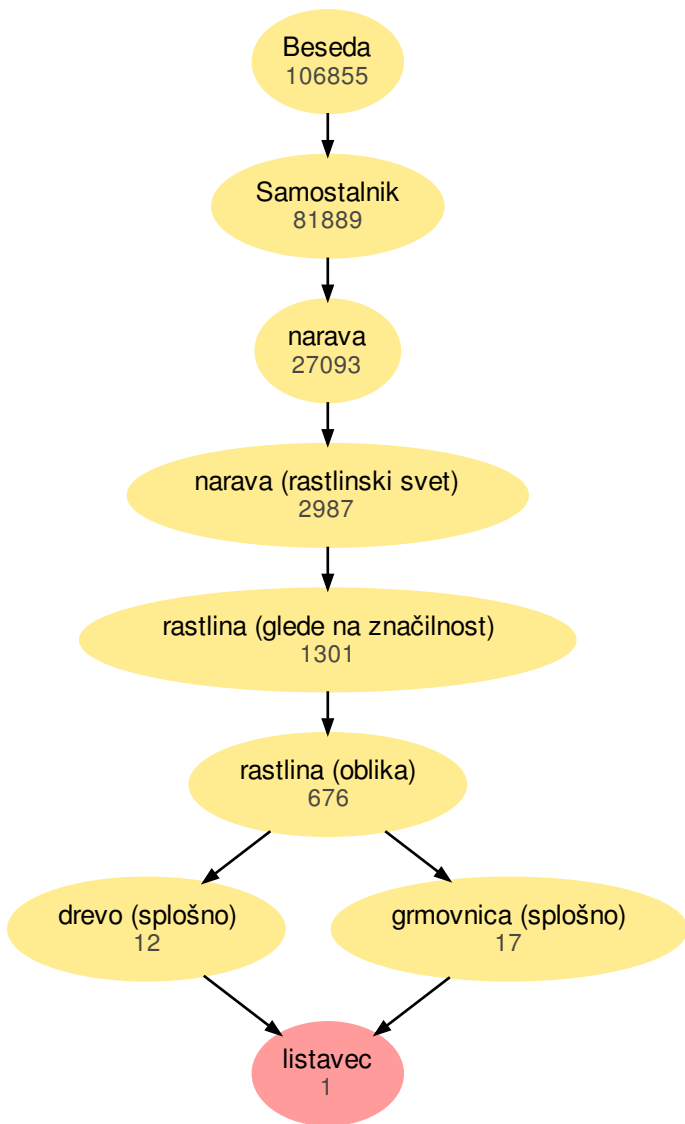 Beseda
106855
Samostalnik
81889
narava
27093
narava (rastlinski svet)
2987
rastlina (glede na značilnost)
1301
rastlina (oblika)
676
drevo (splošno)
12
grmovnica (splošno)
17
listavec
1